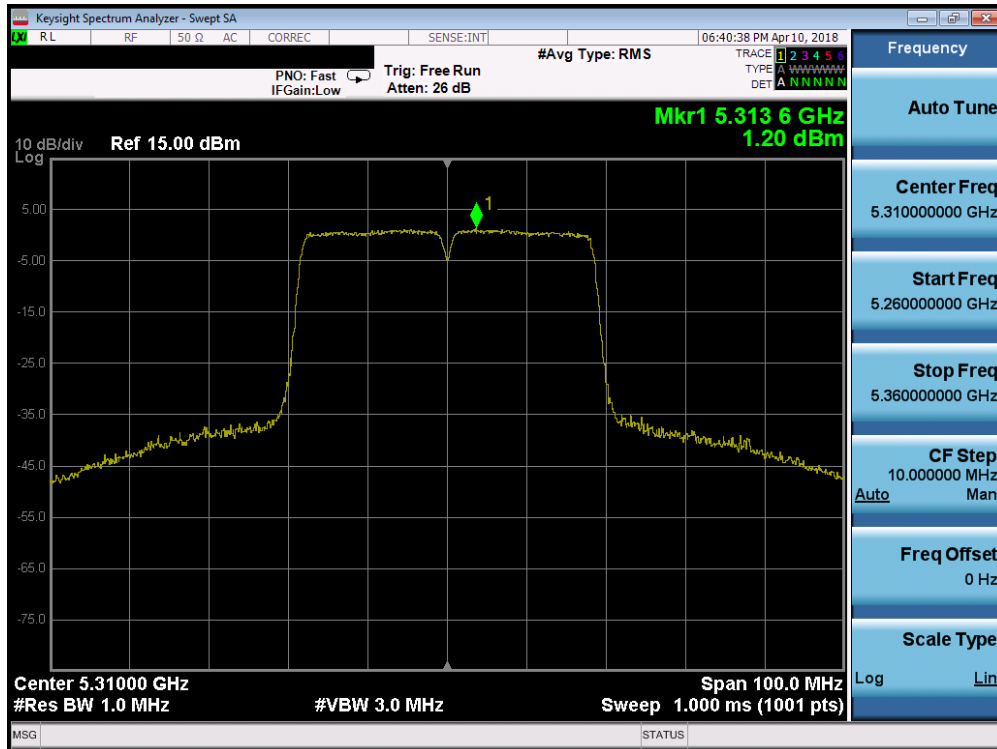 Keysight Spectrum Analyzer - Swept SA
LXI RL RF 50 Ω AC CORREC SENSE:INT 06:40:38 PM Apr 10, 2018
#Avg Type: RMS
TRACE 1 2 3 4 5 6
TYPE A WWWWW
DET A N N N N N
PNO: Fast
IFGain:Low
Trig: Free Run
Atten: 26 dB
Mkr1 5.313 6 GHz
1.20 dBm
10 dB/div Ref 15.00 dBm
Log
1
5.00
-5.00
-15.0
-25.0
-35.0
-45.0
-55.0
-65.0
-75.0
Center 5.31000 GHz Span 100.0 MHz
#Res BW 1.0 MHz #VBW 3.0 MHz Sweep 1.000 ms (1001 pts)
MSG STATUS
Frequency
Auto Tune
Center Freq
5.310000000 GHz
Start Freq
5.260000000 GHz
Stop Freq
5.360000000 GHz
CF Step
10.000000 MHz
Auto Man
Freq Offset
0 Hz
Scale Type
Log Lin